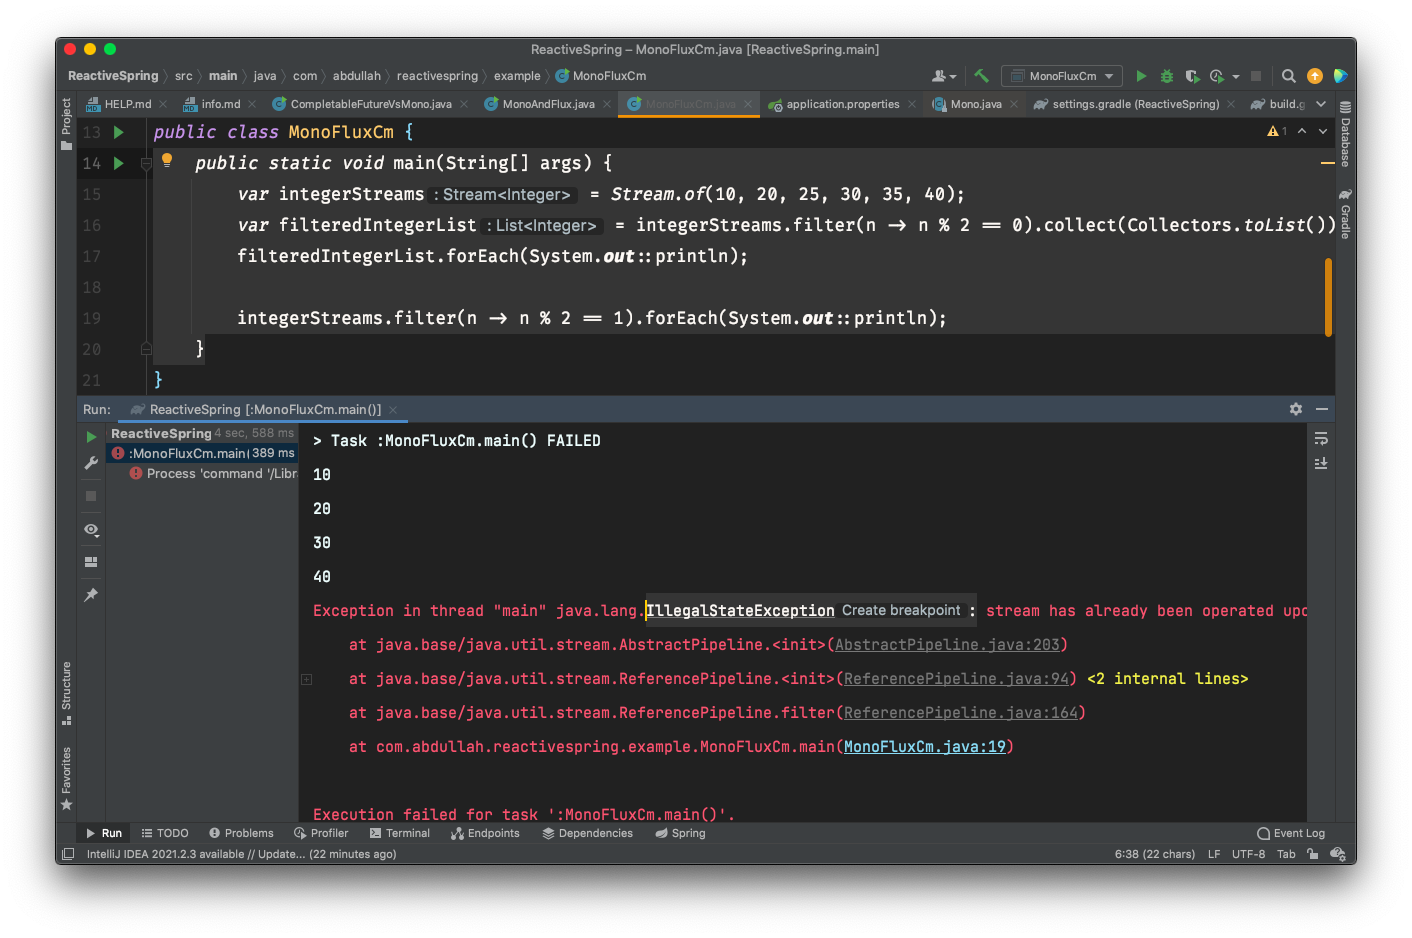 ReactiveSpring – MonoFluxCm.java [ReactiveSpring.main]
ReactiveSpring src main java com abdullah reactivespring example MonoFluxCm
MonoFluxCm
HELP.md info.md CompletableFutureVsMono.java MonoAndFlux.java MonoFluxCm.java application.properties Mono.java settings.gradle (ReactiveSpring) build.g
Project
Structure
Favorites
13 public class MonoFluxCm {
1
14 public static void main(String[] args) {
15 var integerStreams : Stream<Integer> = Stream.of(10, 20, 25, 30, 35, 40);
16 var filteredIntegerList : List<Integer> = integerStreams.filter(n -> n % 2 == 0).collect(Collectors.toList())
17 filteredIntegerList.forEach(System.out::println);
18
19 integerStreams.filter(n -> n % 2 == 1).forEach(System.out::println);
20 }
21 }
Database
Gradle
Run: ReactiveSpring [:MonoFluxCm.main()]
ReactiveSpring 4 sec, 588 ms
:MonoFluxCm.main( 389 ms
Process 'command '/Libr
> Task :MonoFluxCm.main() FAILED
10
20
30
40
Exception in thread "main" java.lang.IllegalStateException Create breakpoint : stream has already been operated upo
at java.base/java.util.stream.AbstractPipeline.<init>(AbstractPipeline.java:203)
at java.base/java.util.stream.ReferencePipeline.<init>(ReferencePipeline.java:94) <2 internal lines>
at java.base/java.util.stream.ReferencePipeline.filter(ReferencePipeline.java:164)
at com.abdullah.reactivespring.example.MonoFluxCm.main(MonoFluxCm.java:19)
Execution failed for task ':MonoFluxCm.main()'.
Run TODO Problems Profiler Terminal Endpoints Dependencies Spring Event Log
IntelliJ IDEA 2021.2.3 available // Update... (22 minutes ago) 6:38 (22 chars) LF UTF-8 Tab